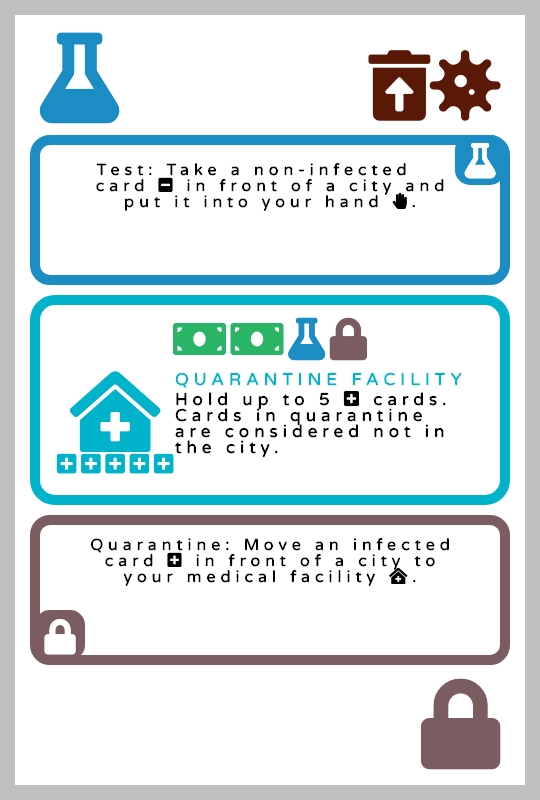 Test: Take a non-infected
card in front of a city and
put it into your hand .
QUARANTINE FACILITY
Hold up to 5 cards.
Cards in quarantine
are considered not in
the city.
Quarantine: Move an infected
card in front of a city to
your medical facility .